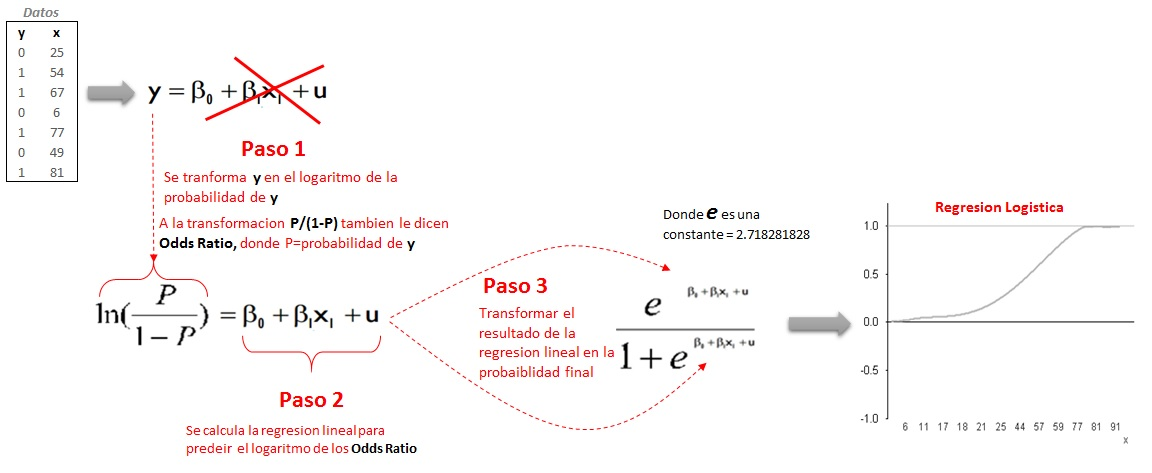 Datos
y x
0 25
1 54
1 67
0 6
1 77
0 49
1 81
y = β₀ + β₁x₁ + u
Paso 1
Se tranforma y en el logaritmo de la
probabilidad de y
A la transformacion P/(1-P) tambien le dicen
Odds Ratio, donde P=probabilidad de y
ln(P/1-P) = β₀ + β₁x₁ + u
Paso 2
Se calcula la regresion lineal para
predeir el logaritmo de los Odds Ratio
Paso 3
Transformar el
resultado de la
regresion lineal en la
probaiblidad final
Donde e es una
constante = 2.718281828
e β₀ + β₁x₁ + u
1 + e β₀ + β₁x₁ + u
Regresion Logistica
1.0
0.5
0.0
-0.5
-1.0
6 11 17 18 21 25 44 57 59 77 81 91
x